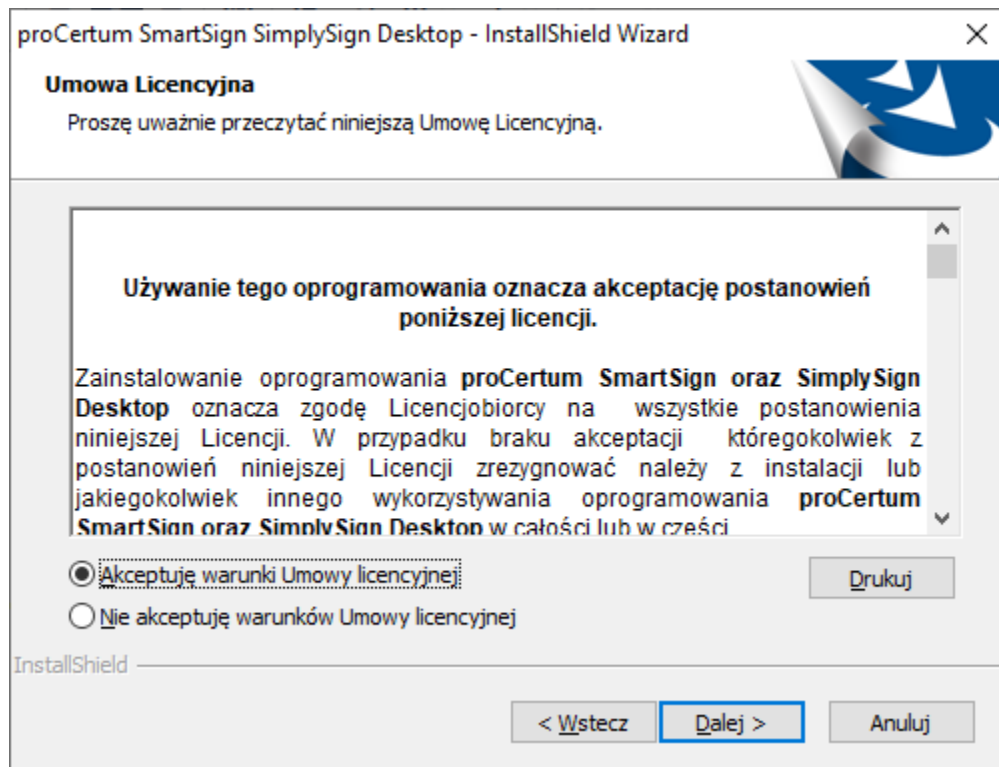 proCertum SmartSign SimplySign Desktop - InstallShield Wizard
Umowa Licencyjna
Proszę uważnie przeczytać niniejszą Umowę Licencyjną.
Używanie tego oprogramowania oznacza akceptację postanowień
poniższej licencji.
Zainstalowanie oprogramowania proCertum SmartSign oraz SimplySign
Desktop oznacza zgodę Licencjobiorcy na wszystkie postanowienia
niniejszej Licencji. W przypadku braku akceptacji któregokolwiek z
postanowień niniejszej Licencji zrezygnować należy z instalacji lub
jakiegokolwiek innego wykorzystywania oprogramowania proCertum
SmartSign oraz SimplySign Desktop w całości lub w części
Akceptuję warunki Umowy licencyjnej
Drukuj
Nie akceptuję warunków Umowy licencyjnej
InstallShield
< Wstecz
Dalej >
Anuluj